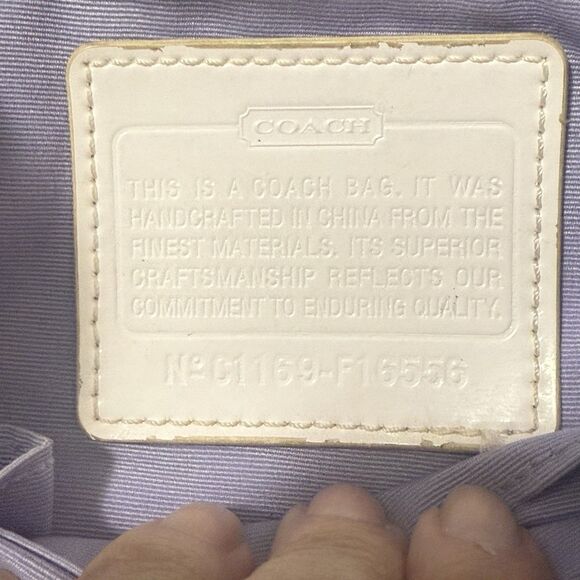 COACH
THIS IS A COACH BAG. IT WAS
HANDCRAFTED IN CHINA FROM THE
FINEST MATERIALS. ITS SUPERIOR
CRAFTSMANSHIP REFLECTS OUR
COMMITMENT TO ENDURING QUALITY.
Nº C1169-F16556